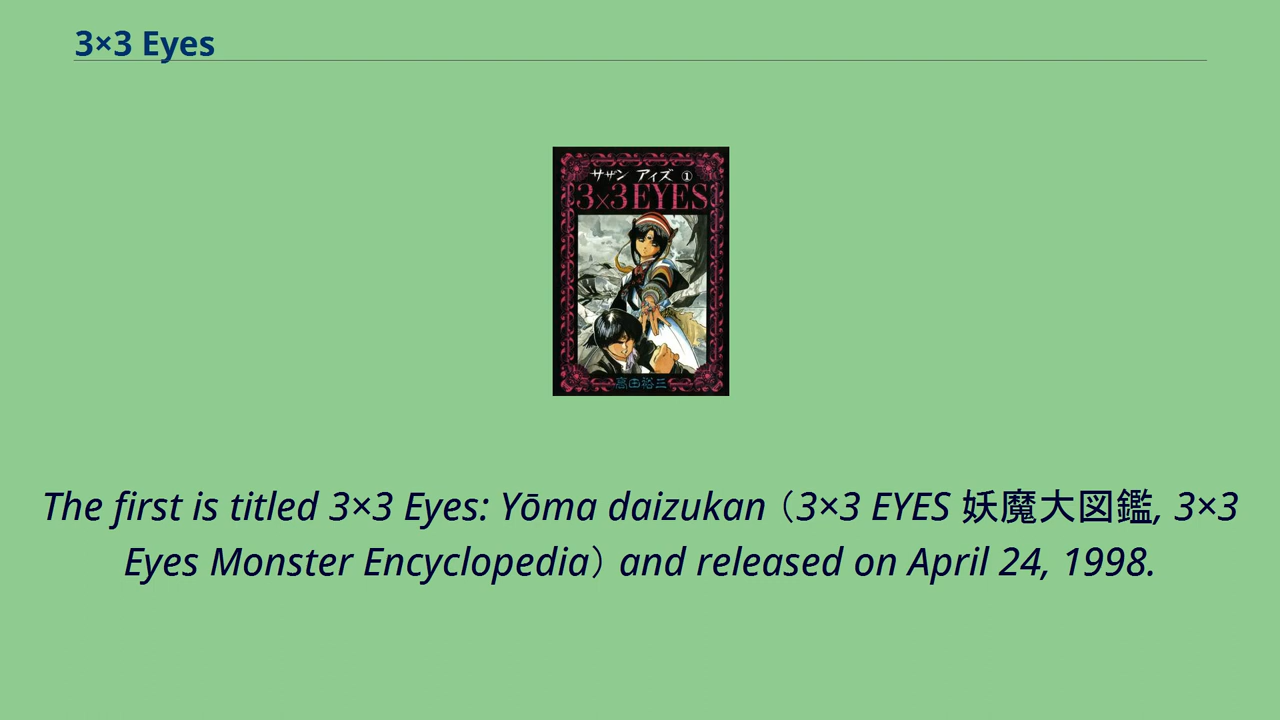 3×3 Eyes
サザン アイズ ①
3×3 EYES
高田裕三
The first is titled 3×3 Eyes: Yōma daizukan（3×3 EYES 妖魔大図鑑, 3×3
Eyes Monster Encyclopedia）and released on April 24, 1998.